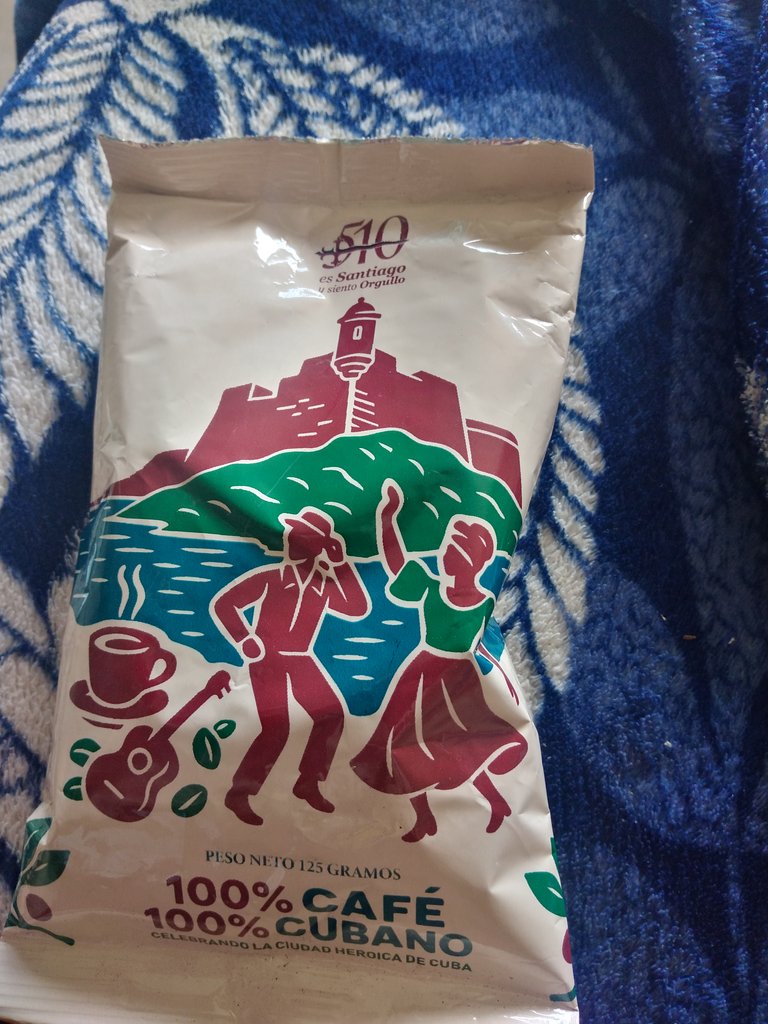 510
es Santiago
y siento Orgullo
PESO NETO 125 GRAMOS
100% CAFÉ
100% CUBANO
CELEBRANDO LA CIUDAD HEROICA DE CUBA